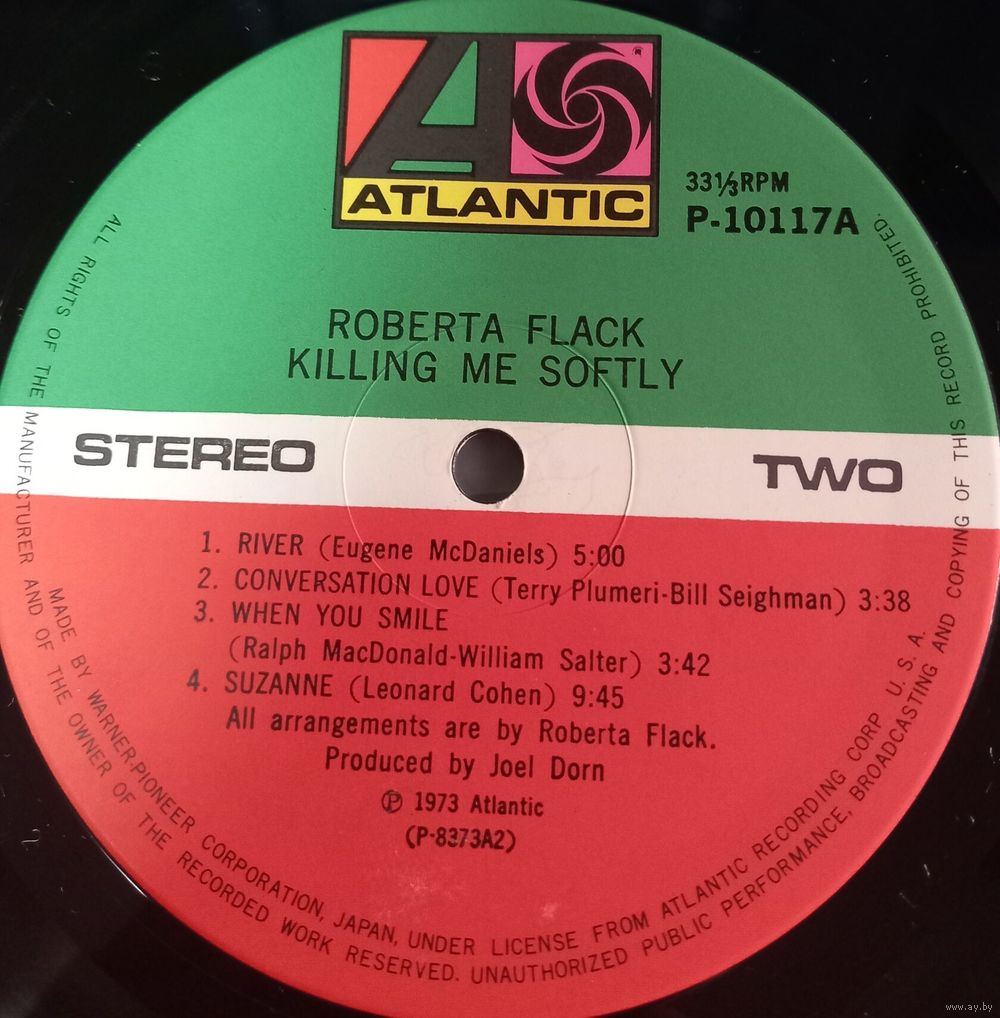 ATLANTIC
®
33⅓RPM
P-10117A
ROBERTA FLACK
KILLING ME SOFTLY
STEREO
TWO
1. RIVER (Eugene McDaniels) 5:00
2. CONVERSATION LOVE (Terry Plumeri-Bill Seighman) 3:38
3. WHEN YOU SMILE
(Ralph MacDonald-William Salter) 3:42
4. SUZANNE (Leonard Cohen) 9:45
All arrangements are by Roberta Flack.
Produced by Joel Dorn
℗ 1973 Atlantic
(P-8373A2)
MADE BY WARNER-PIONEER CORPORATION, JAPAN, UNDER LICENSE FROM ATLANTIC RECORDING CORP. U. S. A.
ALL RIGHTS OF THE MANUFACTURER AND OF THE OWNER OF THE RECORDED WORK RESERVED. UNAUTHORIZED PUBLIC PERFORMANCE, BROADCASTING AND COPYING OF THIS RECORD PROHIBITED.
www.ay.by